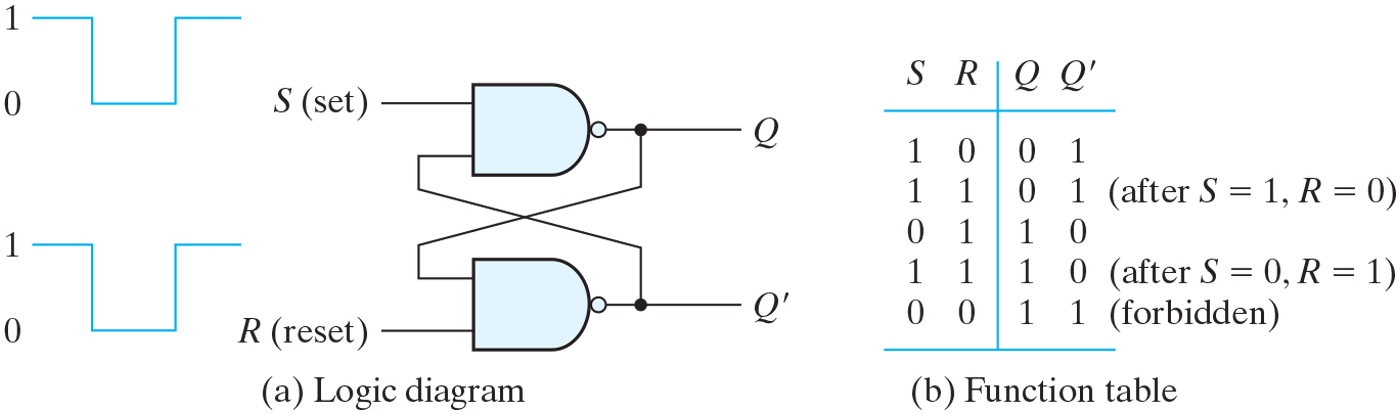 1
0
S (set)
Q
1
0
R (reset)
Q′
(a) Logic diagram
S R Q Q′
1 0 0 1
1 1 0 1 (after S = 1, R = 0)
0 1 1 0
1 1 1 0 (after S = 0, R = 1)
0 0 1 1 (forbidden)
(b) Function table